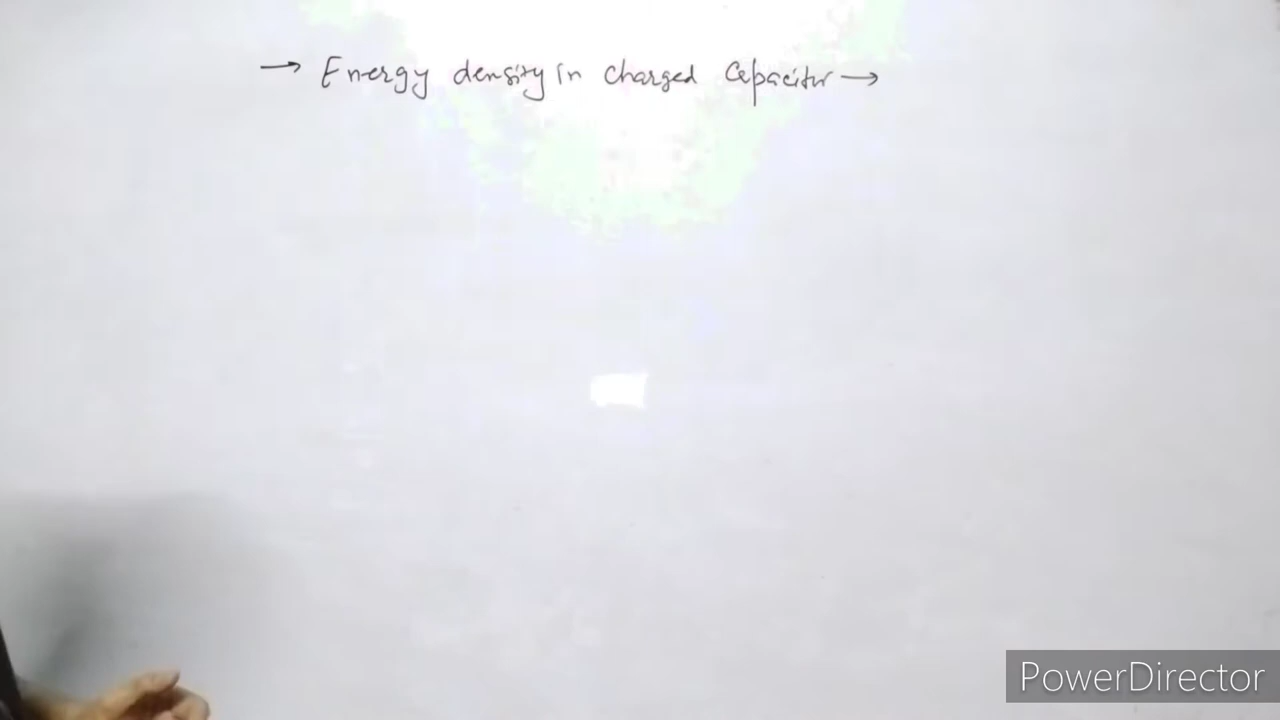 → Energy density in charged Capacitor →
PowerDirector